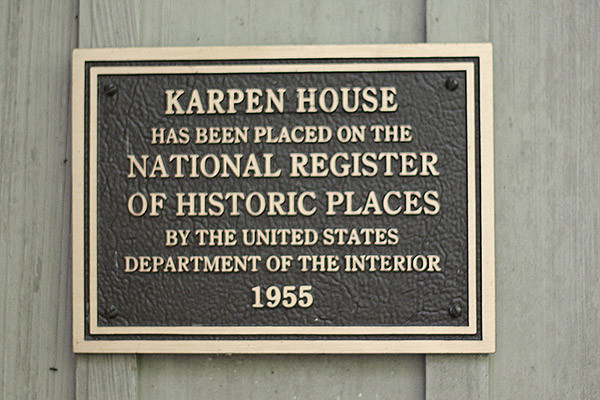 KARPEN HOUSE
HAS BEEN PLACED ON THE
NATIONAL REGISTER
OF HISTORIC PLACES
BY THE UNITED STATES
DEPARTMENT OF THE INTERIOR
1955